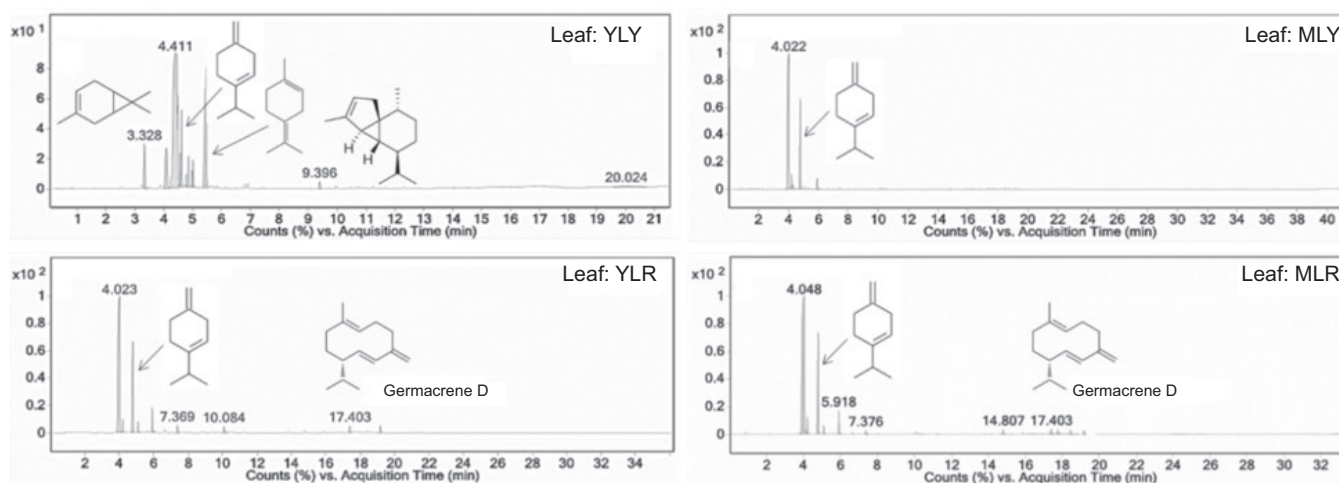 x10 1
Leaf: YLY
4.411
8
6
4
3.328
2
H
H
9.396
20.024
0
1 2 3 4 5 6 7 8 9 10 11 12 13 14 15 16 17 18 19 20 21
Counts (%) vs. Acquisition Time (min)
x10 2
Leaf: MLY
4.022
1
0.8
0.6
0.4
0.2
0
2 4 6 8 10 12 14 16 18 20 22 24 26 28 30 32 34 36 38 40
Counts (%) vs. Acquisition Time (min)
x10 2
Leaf: YLR
4.023
1
0.8
0.6
0.4
Germacrene D
0.2
7.369
10.084
17.403
0
2 4 6 8 10 12 14 16 18 20 22 24 26 28 30 32 34
Counts (%) vs. Acquisition Time (min)
x10 2
Leaf: MLR
4.048
1
0.8
0.6
0.4
Germacrene D
5.918
0.2
7.376
14.807
17.403
0
2 4 6 8 10 12 14 16 18 20 22 24 26 28 30 32
Counts (%) vs. Acquisition Time (min)